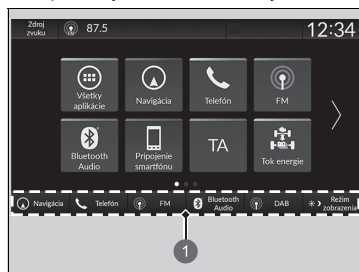 Zdroj
zvuku
87.5
12:34
Všetky
aplikácie
Navigácia
Telefón
FM
Bluetooth
Audio
Pripojenie
smartfónu
TA
Tok energie
Navigácia
Telefón
FM
Bluetooth
Audio
DAB
Režim
zobrazenia
1